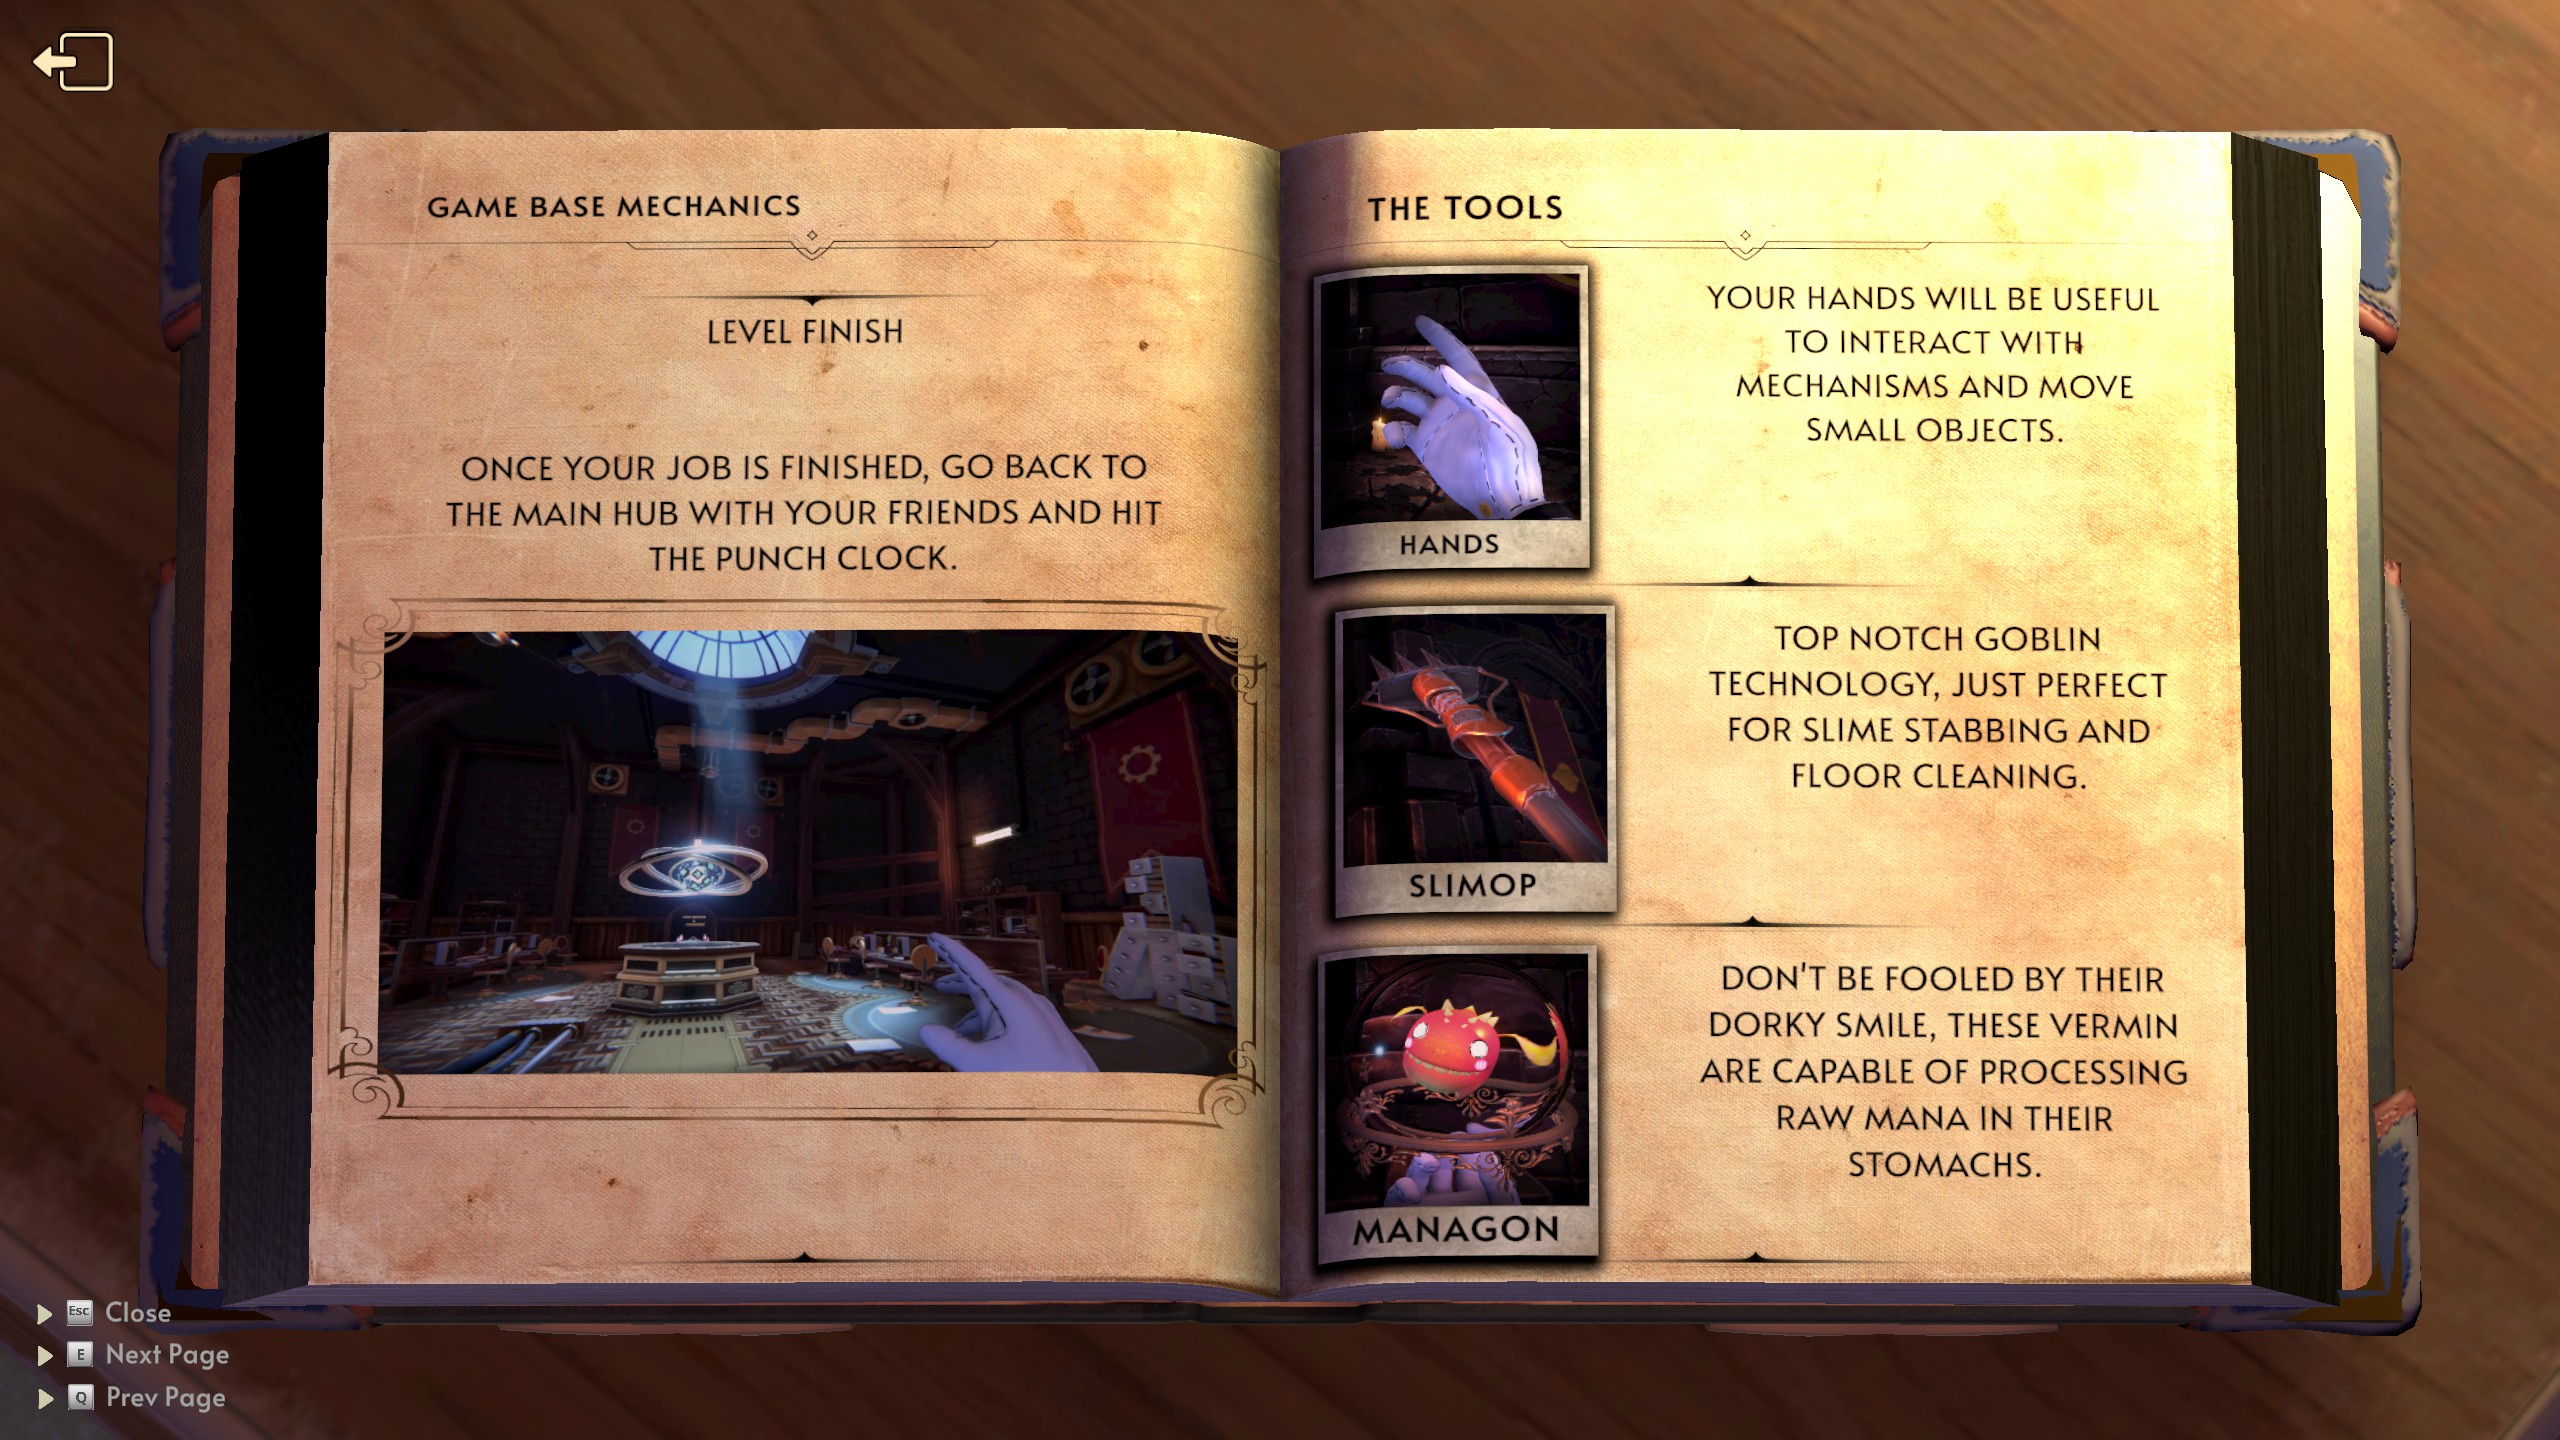 GAME BASE MECHANICS
LEVEL FINISH
ONCE YOUR JOB IS FINISHED, GO BACK TO
THE MAIN HUB WITH YOUR FRIENDS AND HIT
THE PUNCH CLOCK.
THE TOOLS
HANDS
YOUR HANDS WILL BE USEFUL
TO INTERACT WITH
MECHANISMS AND MOVE
SMALL OBJECTS.
SLIMOP
TOP NOTCH GOBLIN
TECHNOLOGY, JUST PERFECT
FOR SLIME STABBING AND
FLOOR CLEANING.
MANAGON
DON'T BE FOOLED BY THEIR
DORKY SMILE, THESE VERMIN
ARE CAPABLE OF PROCESSING
RAW MANA IN THEIR
STOMACHS.
Esc Close
E Next Page
Q Prev Page